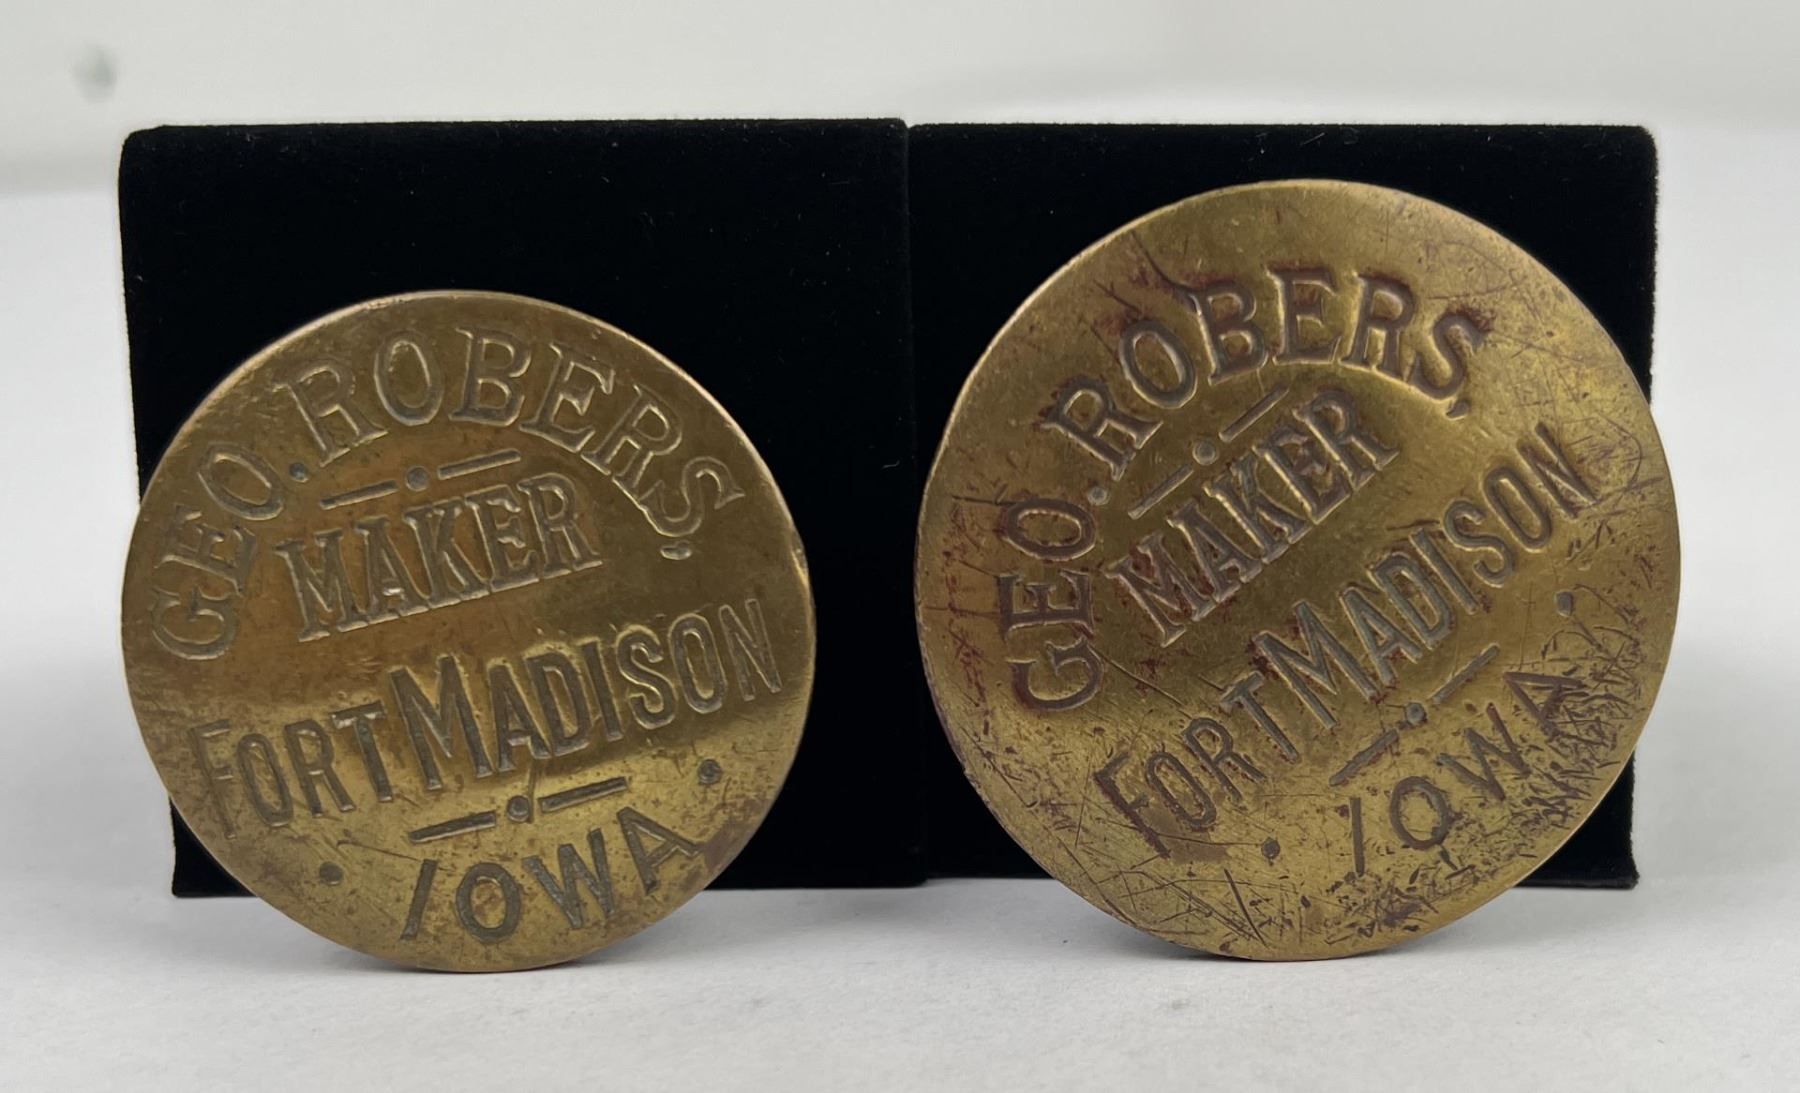 GEO. ROBERS,
MAKER
FORT MADISON
IOWA
GEO. ROBERS,
MAKER
FORT MADISON
IOWA